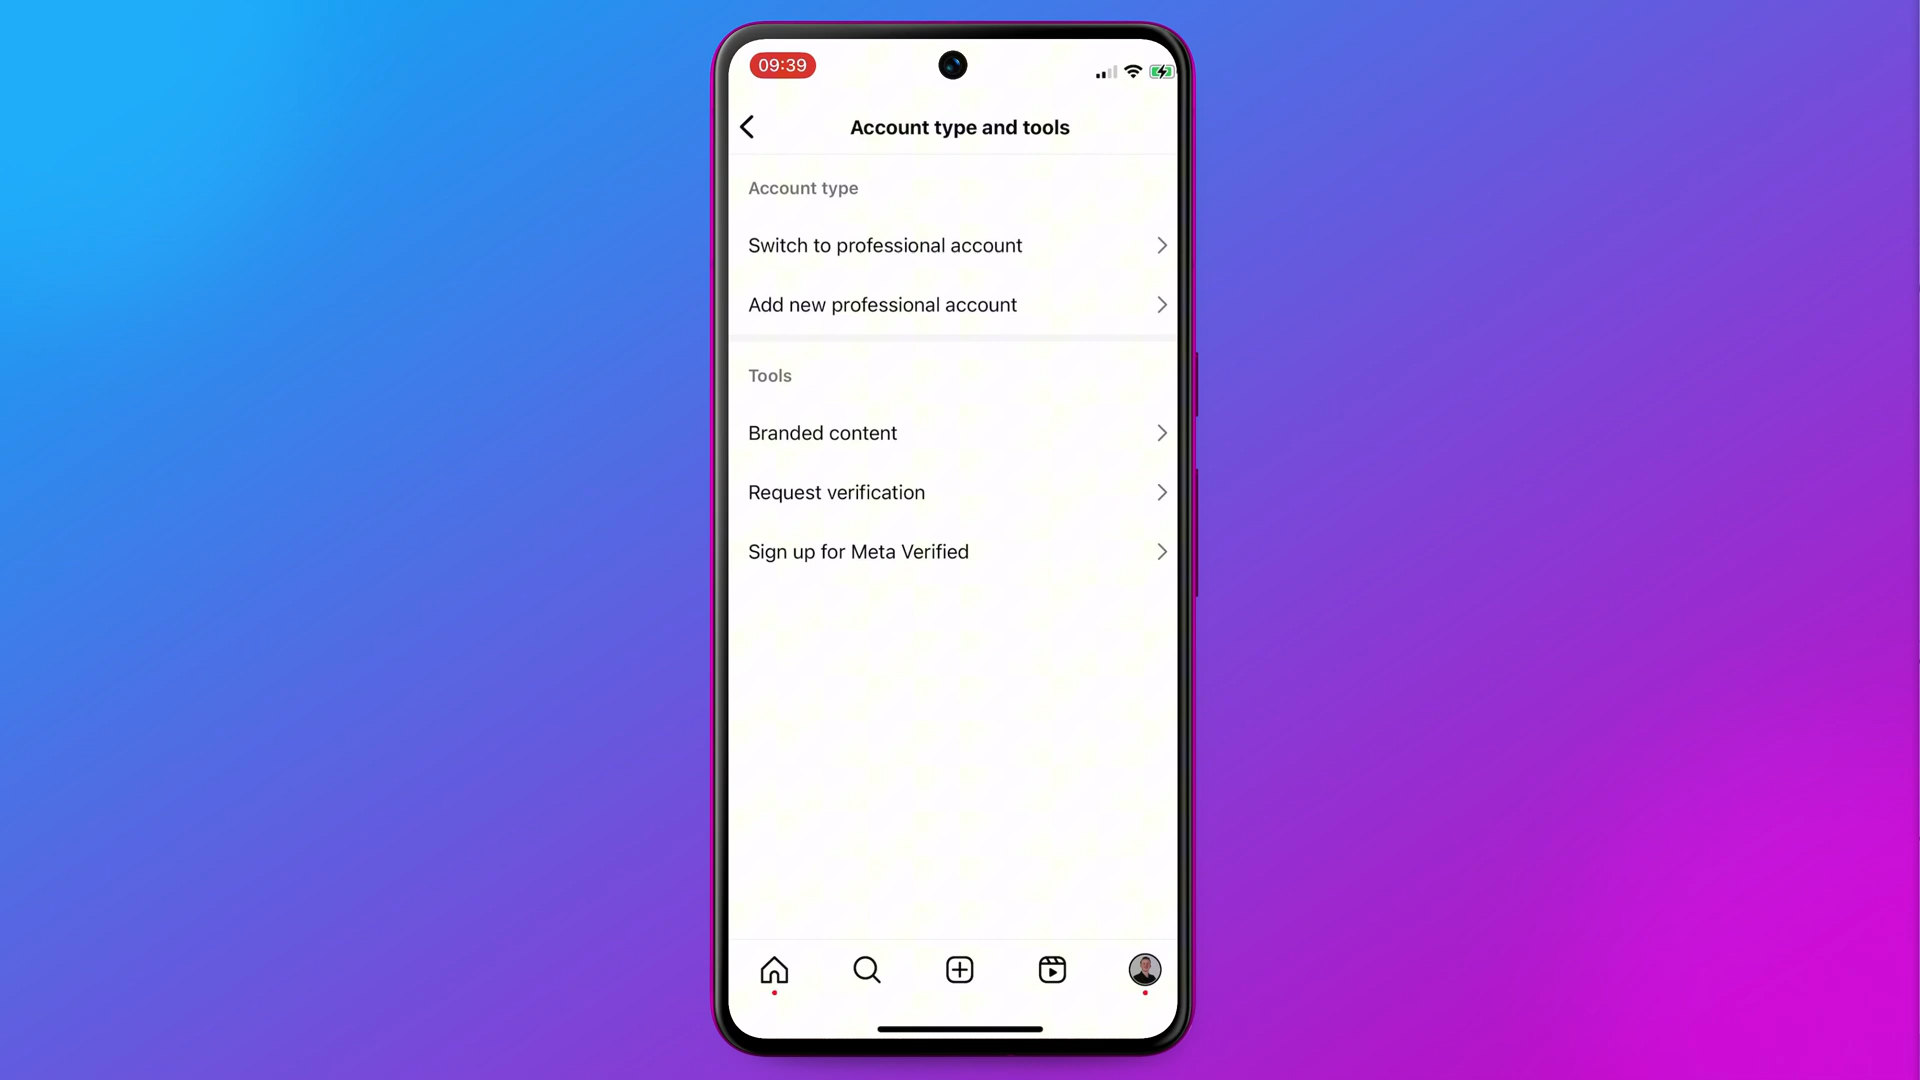 09:39
Account type and tools
Account type
Switch to professional account
Add new professional account
Tools
Branded content
Request verification
Sign up for Meta Verified